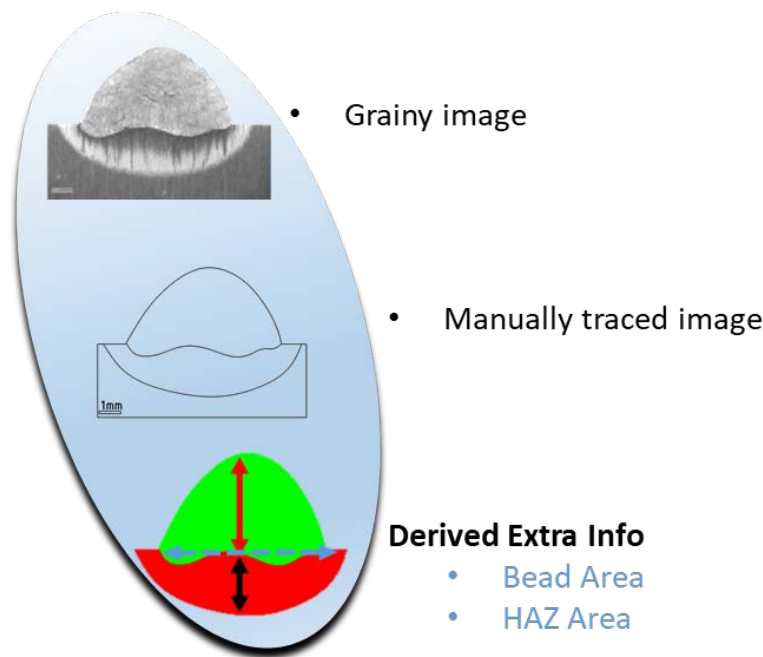 • Grainy image
• Manually traced image
1mm
Derived Extra Info
• Bead Area
• HAZ Area